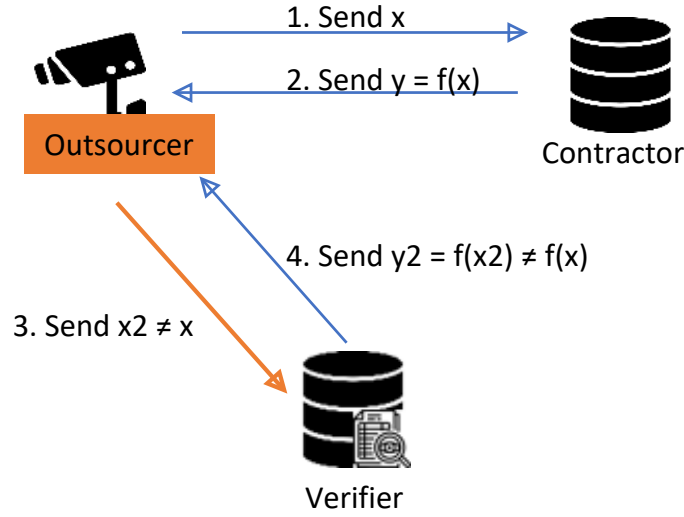 1. Send x
2. Send y = f(x)
Outsourcer
Contractor
4. Send y2 = f(x2) ≠ f(x)
3. Send x2 ≠ x
Verifier